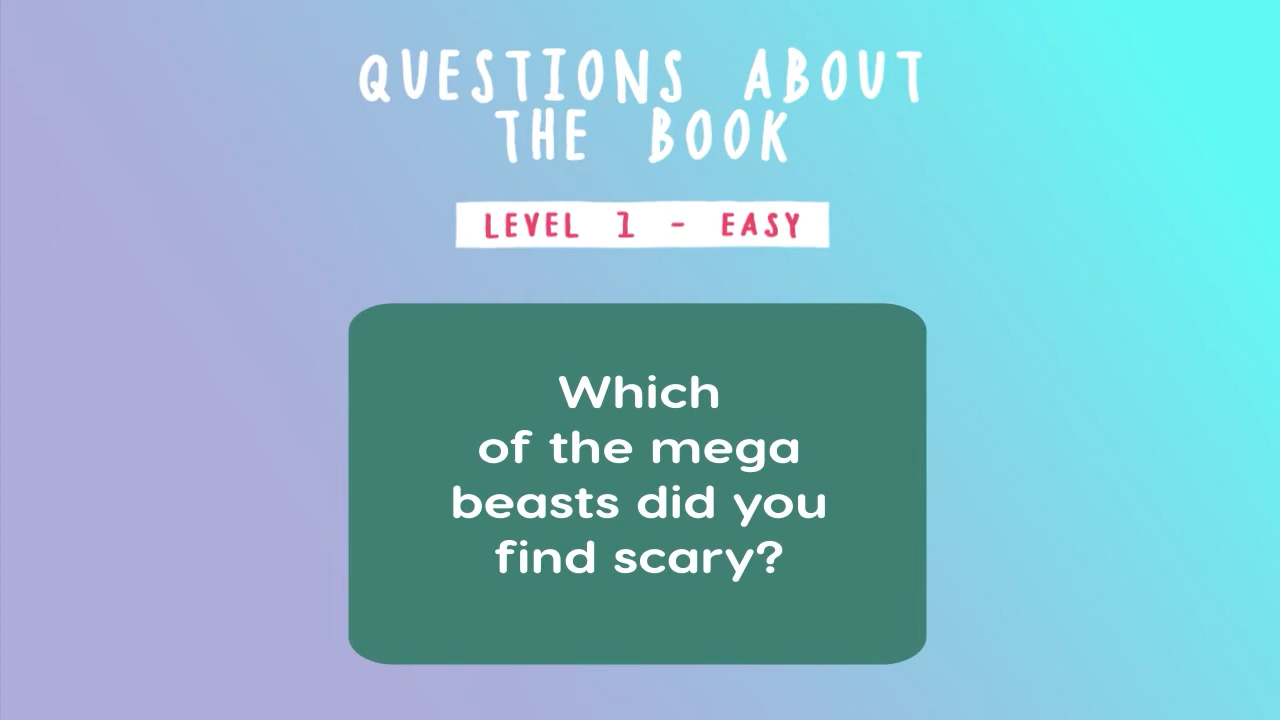 QUESTIONS ABOUT
THE BOOK
LEVEL 1 - EASY
Which
of the mega
beasts did you
find scary?